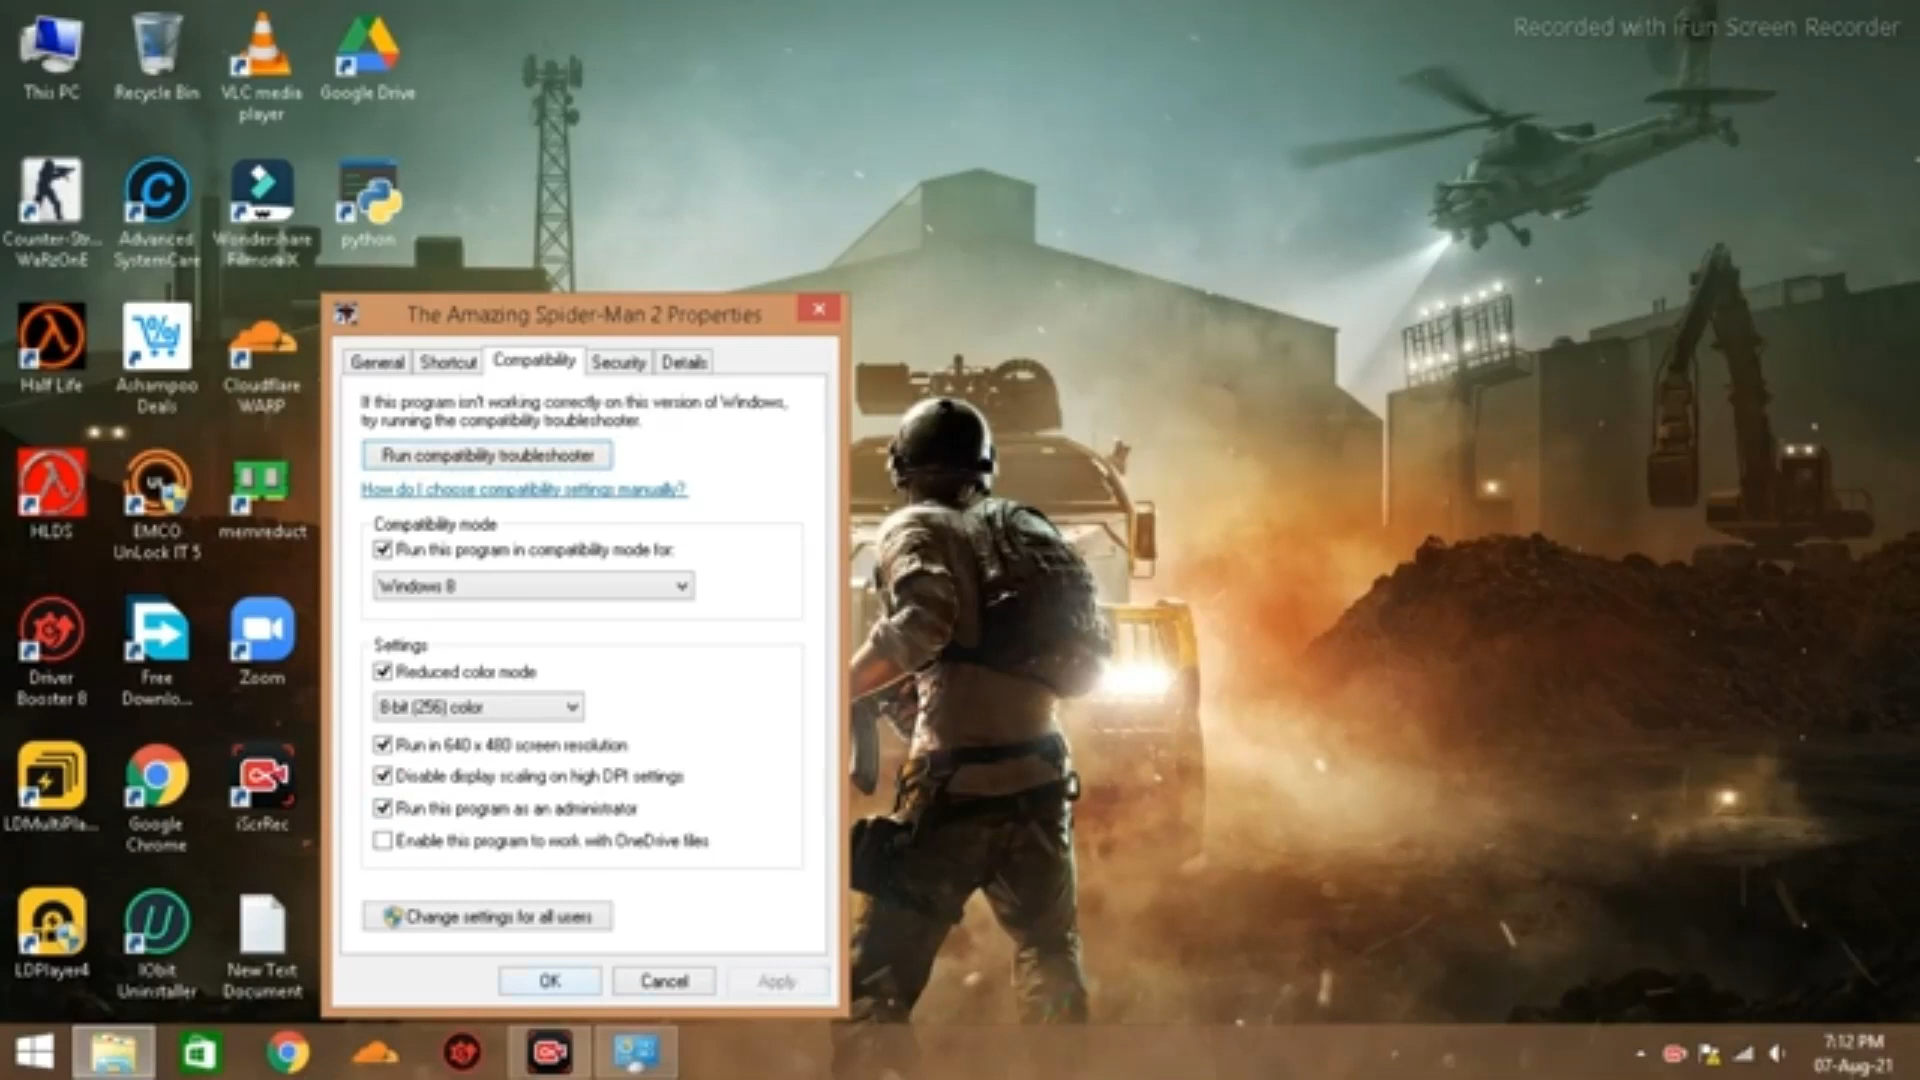 Recorded with iFun Screen Recorder
This PC
Recycle Bin
VLC media
player
Google Drive
Counter-Str...
WaRzOnE
Advanced
SystemCare
Wondershare
FilmoraX
python
Half Life
Ashampoo
Deals
Cloudflare
WARP
HLDS
EMCO
UnLock IT 5
memreduct
Driver
Booster 8
Free
Downlo...
Zoom
LDMultiPla...
Google
Chrome
iScrRec
LDPlayer4
IObit
Uninstaller
New Text
Document
The Amazing Spider-Man 2 Properties
General
Shortcut
Compatibility
Security
Details
If this program isn't working correctly on this version of Windows,
try running the compatibility troubleshooter.
Run compatibility troubleshooter
How do I choose compatibility settings manually?
Compatibility mode
Run this program in compatibility mode for:
Windows 8
Settings
Reduced color mode
8-bit (256) color
Run in 640 x 480 screen resolution
Disable display scaling on high DPI settings
Run this program as an administrator
Enable this program to work with OneDrive files
Change settings for all users
OK
Cancel
Apply
7:12 PM
07-Aug-21